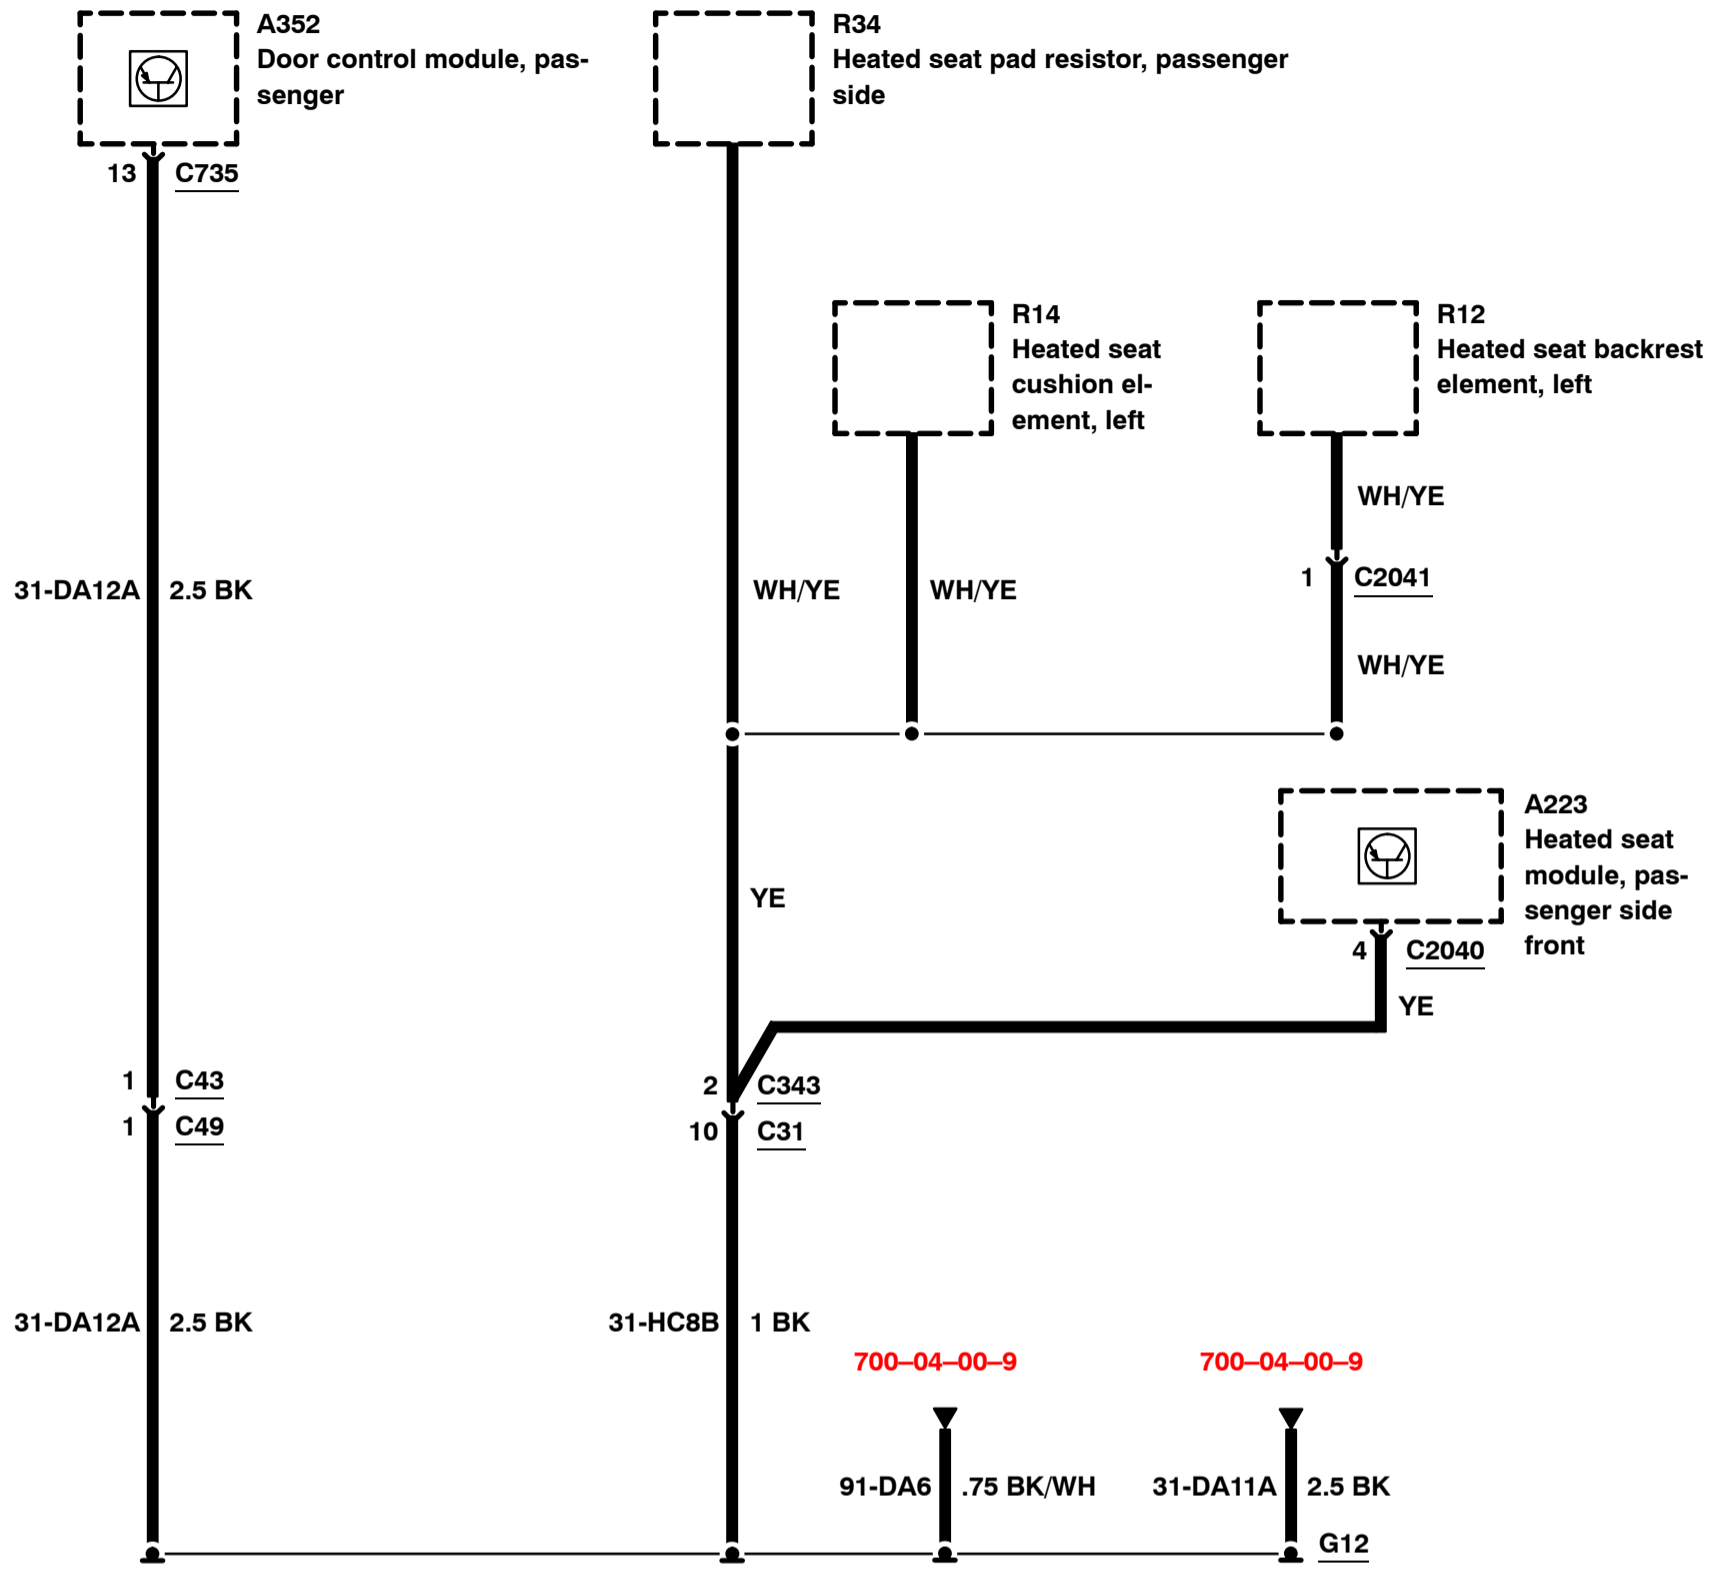 A352
Door control module, pas-
senger
13 C735
R34
Heated seat pad resistor, passenger
side
R14
Heated seat
cushion el-
ement, left
R12
Heated seat backrest
element, left
WH/YE
1 C2041
31-DA12A 2.5 BK
WH/YE
WH/YE
WH/YE
A223
Heated seat
module, pas-
senger side
front
YE
4 C2040
YE
1 C43
1 C49
2 C343
10 C31
31-DA12A 2.5 BK
31-HC8B 1 BK
700–04–00–9
700–04–00–9
91-DA6 .75 BK/WH
31-DA11A 2.5 BK
G12